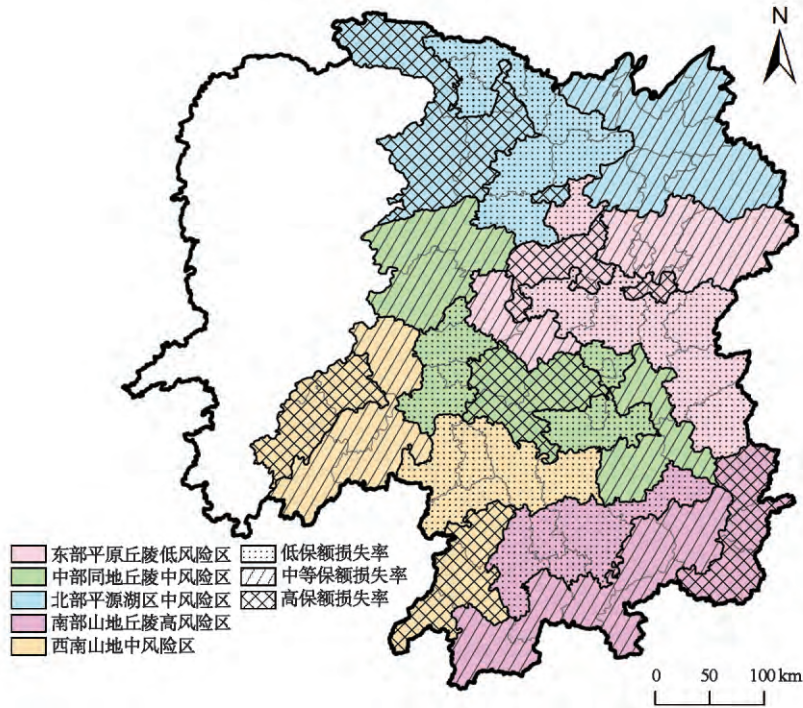 N
东部平原丘陵低风险区
低保额损失率
中部同地丘陵中风险区
中等保额损失率
北部平源湖区中风险区
高保额损失率
南部山地丘陵高风险区
西南山地中风险区
0 50 100 km